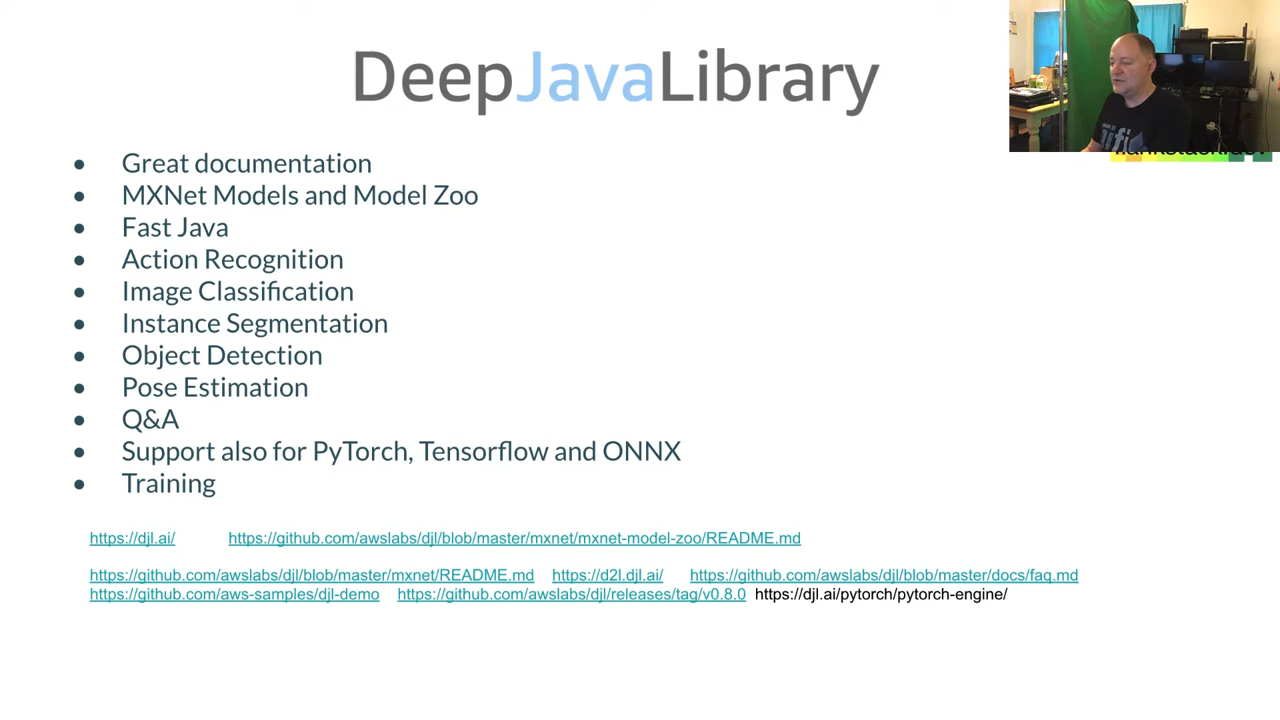 DeepJavaLibrary
• Great documentation
• MXNet Models and Model Zoo
• Fast Java
• Action Recognition
• Image Classification
• Instance Segmentation
• Object Detection
• Pose Estimation
• Q&A
• Support also for PyTorch, Tensorflow and ONNX
• Training
https://djl.ai/ https://github.com/awslabs/djl/blob/master/mxnet/mxnet-model-zoo/README.md
https://github.com/awslabs/djl/blob/master/mxnet/README.md https://d2l.djl.ai/ https://github.com/awslabs/djl/blob/master/docs/faq.md
https://github.com/aws-samples/djl-demo https://github.com/awslabs/djl/releases/tag/v0.8.0 https://djl.ai/pytorch/pytorch-engine/